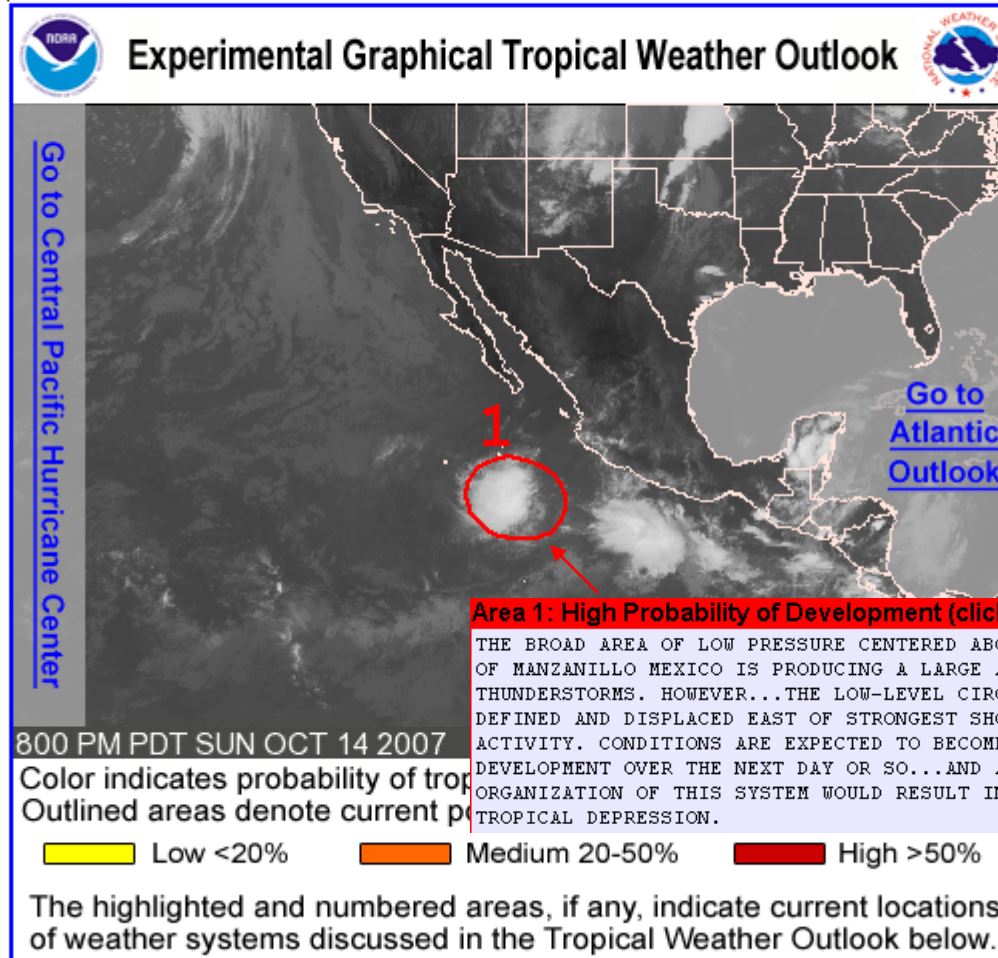 NOAA
Experimental Graphical Tropical Weather Outlook
NATIONAL WEATHER
Go to Central Pacific Hurricane Center
1
Go to
Atlantic
Outlook
Area 1: High Probability of Development
THE BROAD AREA OF LOW PRESSURE CENTERED
OF MANZANILLO MEXICO IS PRODUCING A LARGE
THUNDERSTORMS. HOWEVER...THE LOW-LEVEL
DEFINED AND DISPLACED EAST OF STRONGEST
ACTIVITY. CONDITIONS ARE EXPECTED TO
DEVELOPMENT OVER THE NEXT DAY OR SO...AND
ORGANIZATION OF THIS SYSTEM WOULD RESULT
TROPICAL DEPRESSION.
800 PM PDT SUN OCT 14 2007
Color indicates probability of
Outlined areas denote current
Low <20%
Medium 20-50%
High >50%
The highlighted and numbered areas, if any, indicate current locations
of weather systems discussed in the Tropical Weather Outlook below.